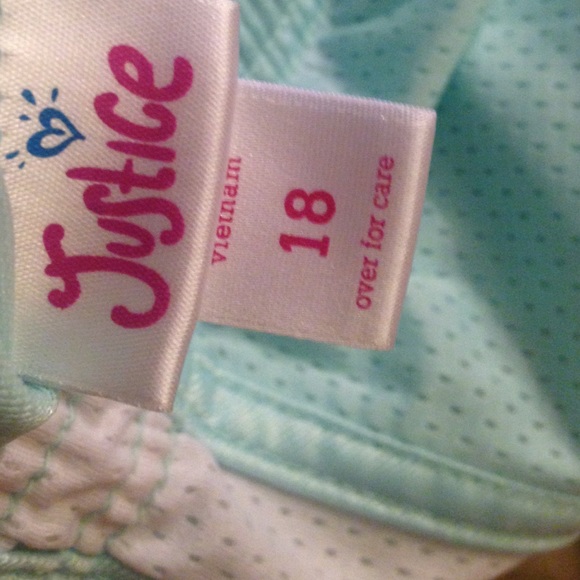 Justice
vietnam
18
over for care